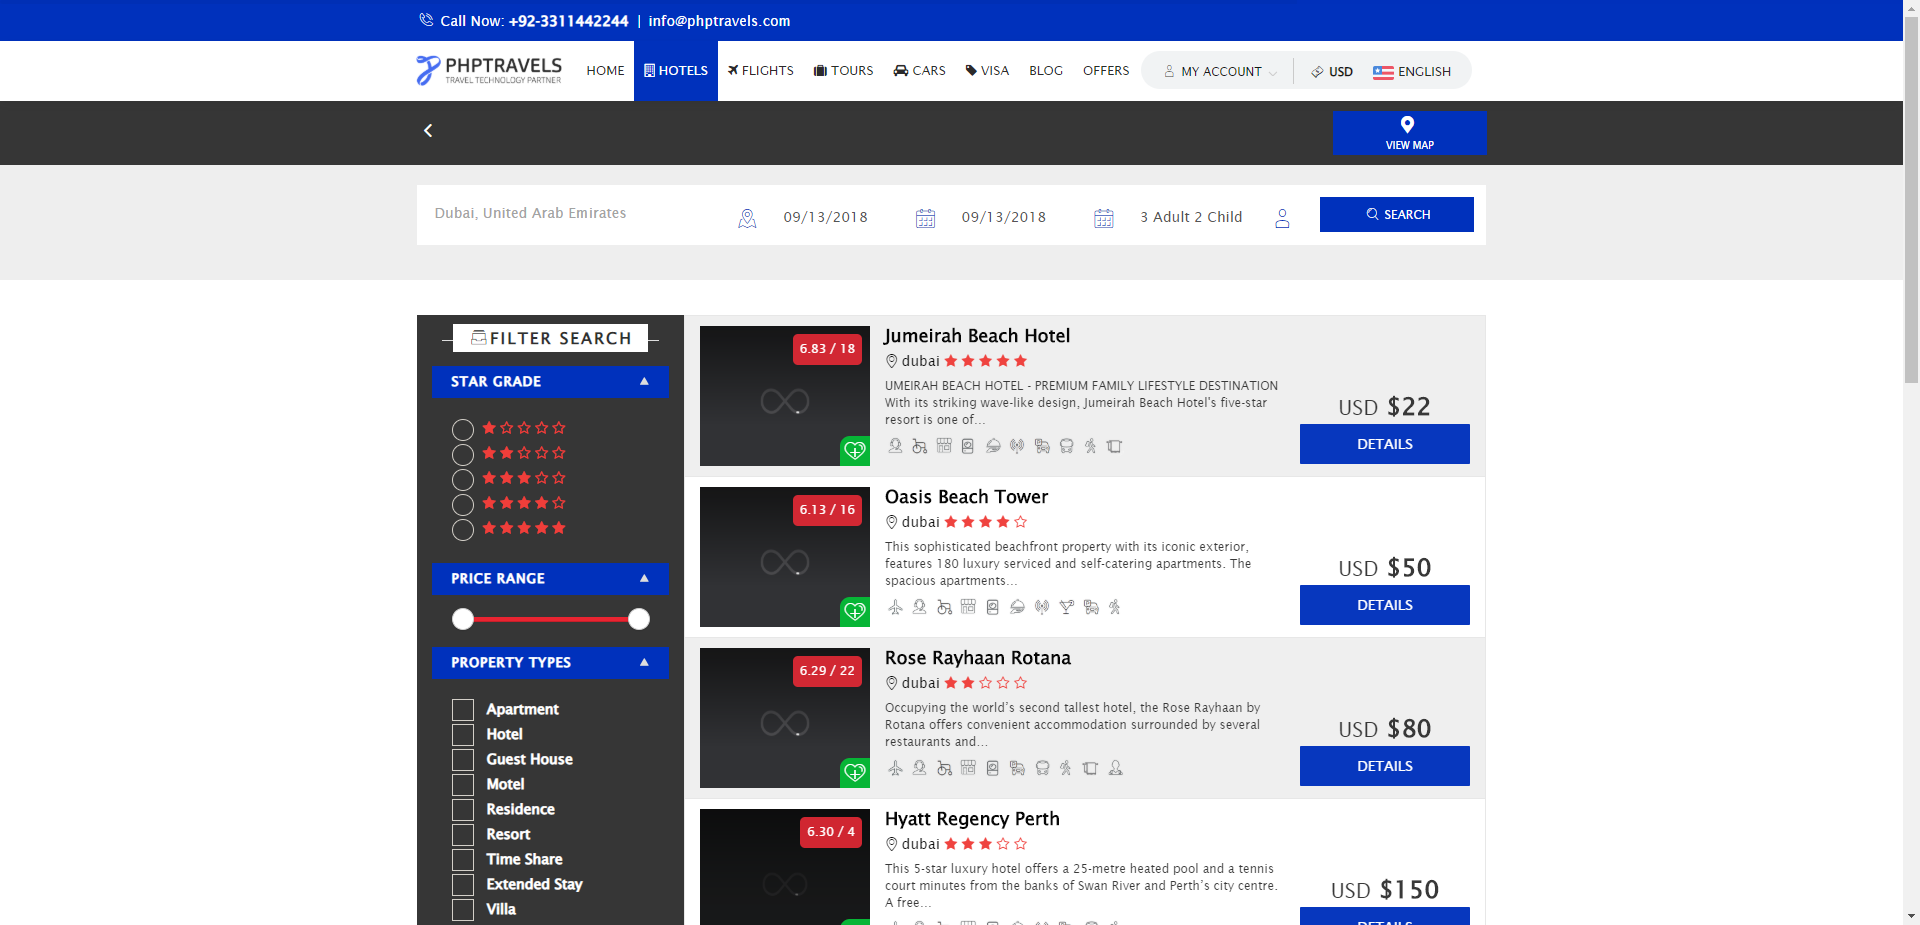 Call Now: +92-3311442244 | info@phptravels.com
PHPTRAVELS
TRAVEL TECHNOLOGY PARTNER
HOME HOTELS FLIGHTS TOURS CARS VISA BLOG OFFERS MY ACCOUNT USD ENGLISH
VIEW MAP
Dubai, United Arab Emirates 09/13/2018 09/13/2018 3 Adult 2 Child SEARCH
FILTER SEARCH
STAR GRADE
PRICE RANGE
PROPERTY TYPES
Apartment
Hotel
Guest House
Motel
Residence
Resort
Time Share
Extended Stay
Villa
6.83 / 18
Jumeirah Beach Hotel
dubai
UMEIRAH BEACH HOTEL - PREMIUM FAMILY LIFESTYLE DESTINATION
With its striking wave-like design, Jumeirah Beach Hotel's five-star
resort is one of...
USD $22
DETAILS
6.13 / 16
Oasis Beach Tower
dubai
This sophisticated beachfront property with its iconic exterior,
features 180 luxury serviced and self-catering apartments. The
spacious apartments...
USD $50
DETAILS
6.29 / 22
Rose Rayhaan Rotana
dubai
Occupying the world’s second tallest hotel, the Rose Rayhaan by
Rotana offers convenient accommodation surrounded by several
restaurants and...
USD $80
DETAILS
6.30 / 4
Hyatt Regency Perth
dubai
This 5-star luxury hotel offers a 25-metre heated pool and a tennis
court minutes from the banks of Swan River and Perth’s city centre.
A free...
USD $150
DETAILS